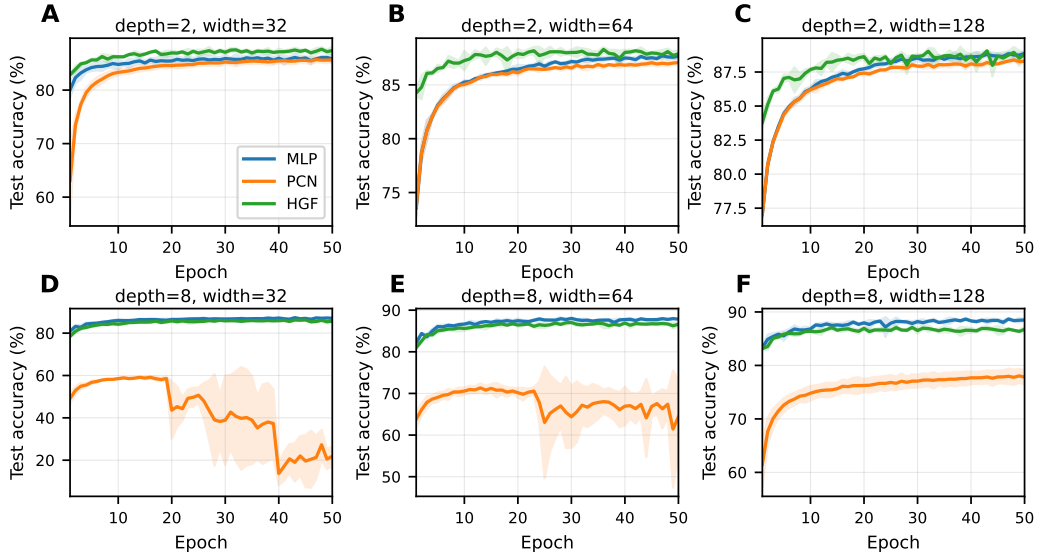 A
depth=2, width=32
Test accuracy (%)
80
70
60
10 20 30 40 50
Epoch
MLP
PCN
HGF
B
depth=2, width=64
Test accuracy (%)
85
80
75
10 20 30 40 50
Epoch
C
depth=2, width=128
Test accuracy (%)
87.5
85.0
82.5
80.0
77.5
10 20 30 40 50
Epoch
D
depth=8, width=32
Test accuracy (%)
80
60
40
20
10 20 30 40 50
Epoch
E
depth=8, width=64
Test accuracy (%)
90
80
70
60
50
10 20 30 40 50
Epoch
F
depth=8, width=128
Test accuracy (%)
90
80
70
60
10 20 30 40 50
Epoch